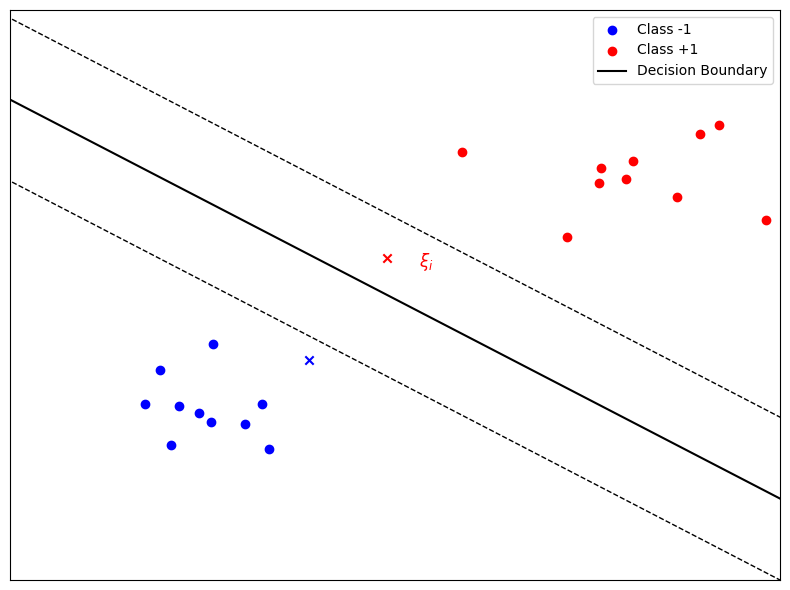 Class -1
Class +1
Decision Boundary
ξᵢ